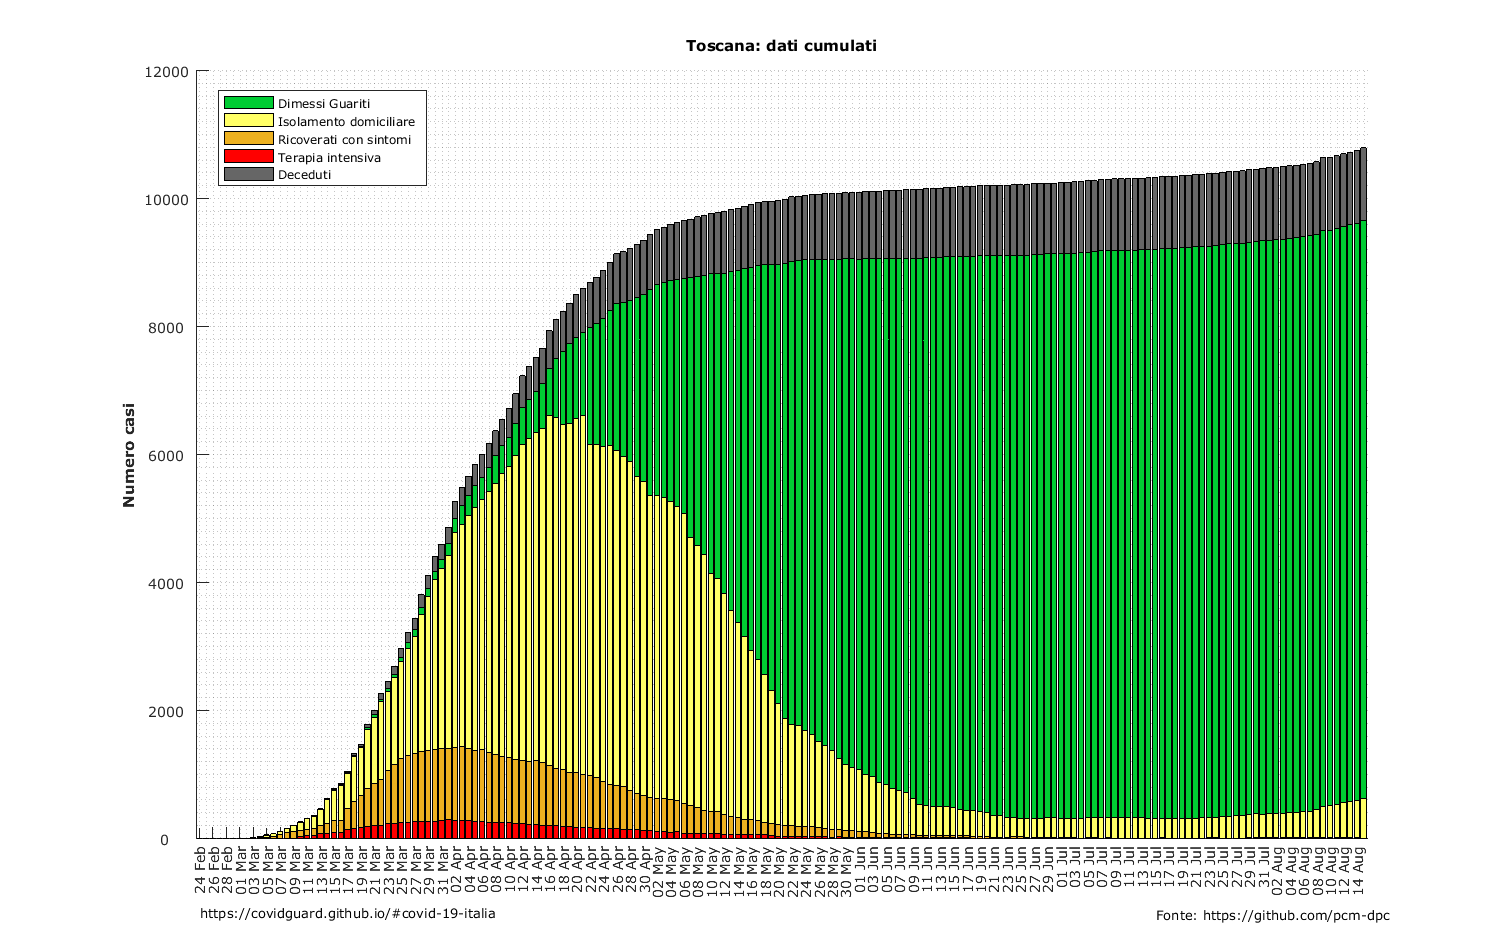 Toscana: dati cumulati
12000
10000
8000
6000
4000
2000
0
Numero casi
Dimessi Guariti
Isolamento domiciliare
Ricoverati con sintomi
Terapia intensiva
Deceduti
24 Feb
26 Feb
28 Feb
01 Mar
03 Mar
05 Mar
07 Mar
09 Mar
11 Mar
13 Mar
15 Mar
17 Mar
19 Mar
21 Mar
23 Mar
25 Mar
27 Mar
29 Mar
31 Mar
02 Apr
04 Apr
06 Apr
08 Apr
10 Apr
12 Apr
14 Apr
16 Apr
18 Apr
20 Apr
22 Apr
24 Apr
26 Apr
28 Apr
30 Apr
02 May
04 May
06 May
08 May
10 May
12 May
14 May
16 May
18 May
20 May
22 May
24 May
26 May
28 May
30 May
01 Jun
03 Jun
05 Jun
07 Jun
09 Jun
11 Jun
13 Jun
15 Jun
17 Jun
19 Jun
21 Jun
23 Jun
25 Jun
27 Jun
29 Jun
01 Jul
03 Jul
05 Jul
07 Jul
09 Jul
11 Jul
13 Jul
15 Jul
17 Jul
19 Jul
21 Jul
23 Jul
25 Jul
27 Jul
29 Jul
31 Jul
02 Aug
04 Aug
06 Aug
08 Aug
10 Aug
12 Aug
14 Aug
https://covidguard.github.io/#covid-19-italia
Fonte: https://github.com/pcm-dpc